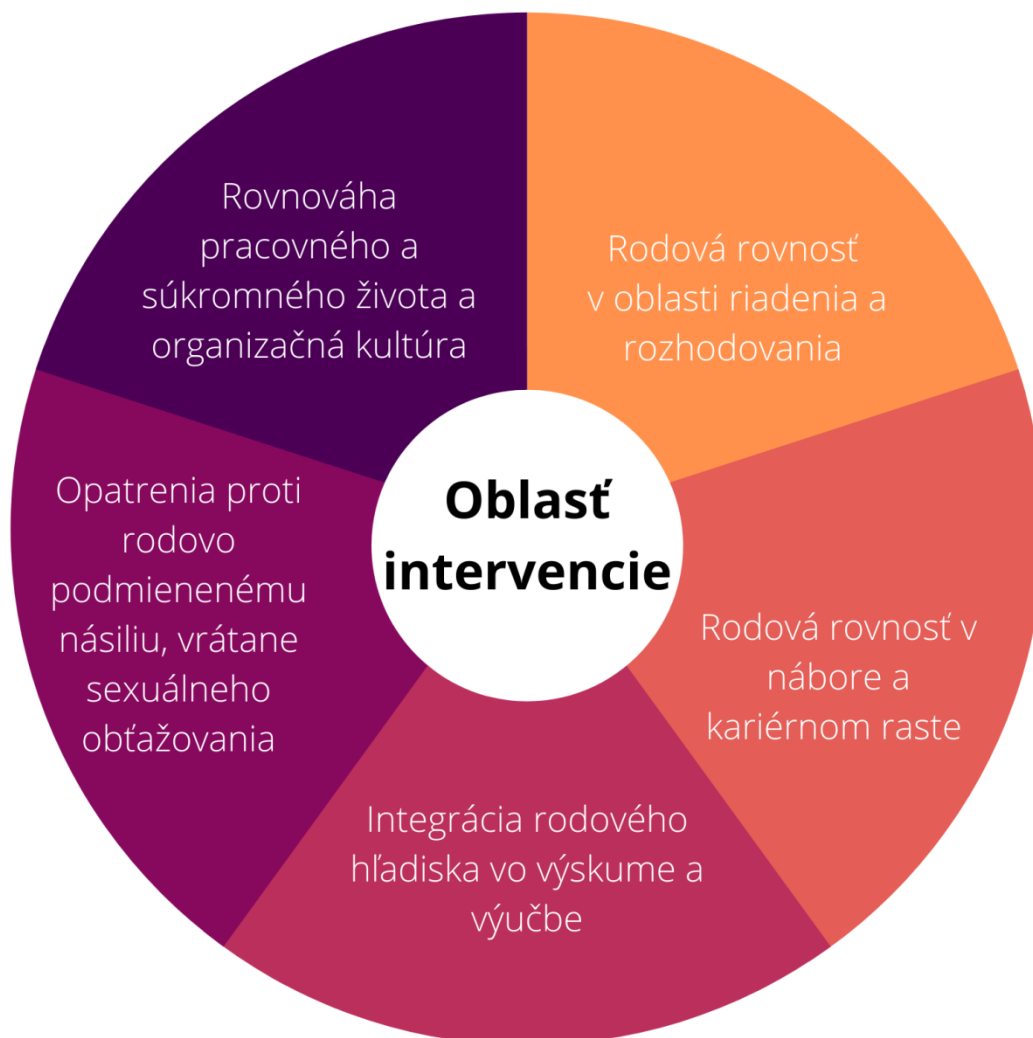 Rovnováha
pracovného a
súkromného života a
organizačná kultúra
Rodová rovnosť
v oblasti riadenia a
rozhodovania
Oblasť
intervencie
Opatrenia proti
rodovo
podmienenému
násiliu, vrátane
sexuálneho
obťažovania
Rodová rovnosť v
nábore a
kariérnom raste
Integrácia rodového
hľadiska vo výskume a
výučbe